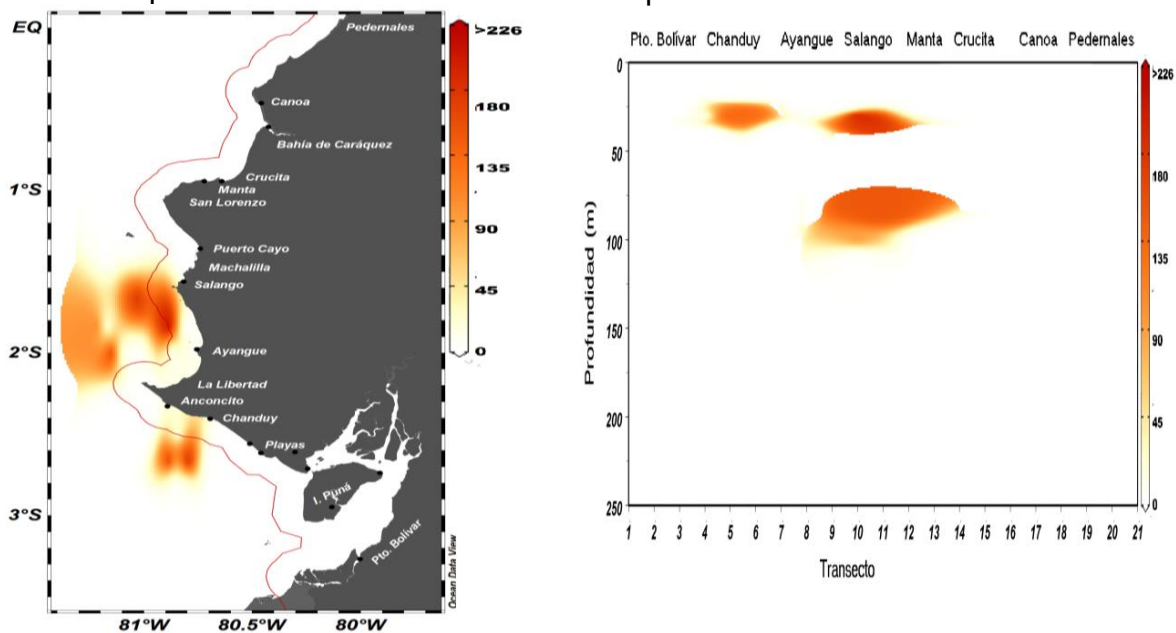 EQ
1°S
2°S
3°S
81°W
80.5°W
80°W
Pedernales
Canoa
Bahía de Caráquez
Crucita
Manta
San Lorenzo
Puerto Cayo
Machalilla
Salango
Ayangue
La Libertad
Anconcito
Chanduy
Playas
I. Puná
Pto. Bolívar
Ocean Data View
>226
180
135
90
45
0
Pto. Bolívar Chanduy Ayangue Salango Manta Crucita Canoa Pedernales
Profundidad (m)
0
50
100
150
200
250
1 2 3 4 5 6 7 8 9 10 11 12 13 14 15 16 17 18 19 20 21
Transecto
>226
180
135
90
45
0